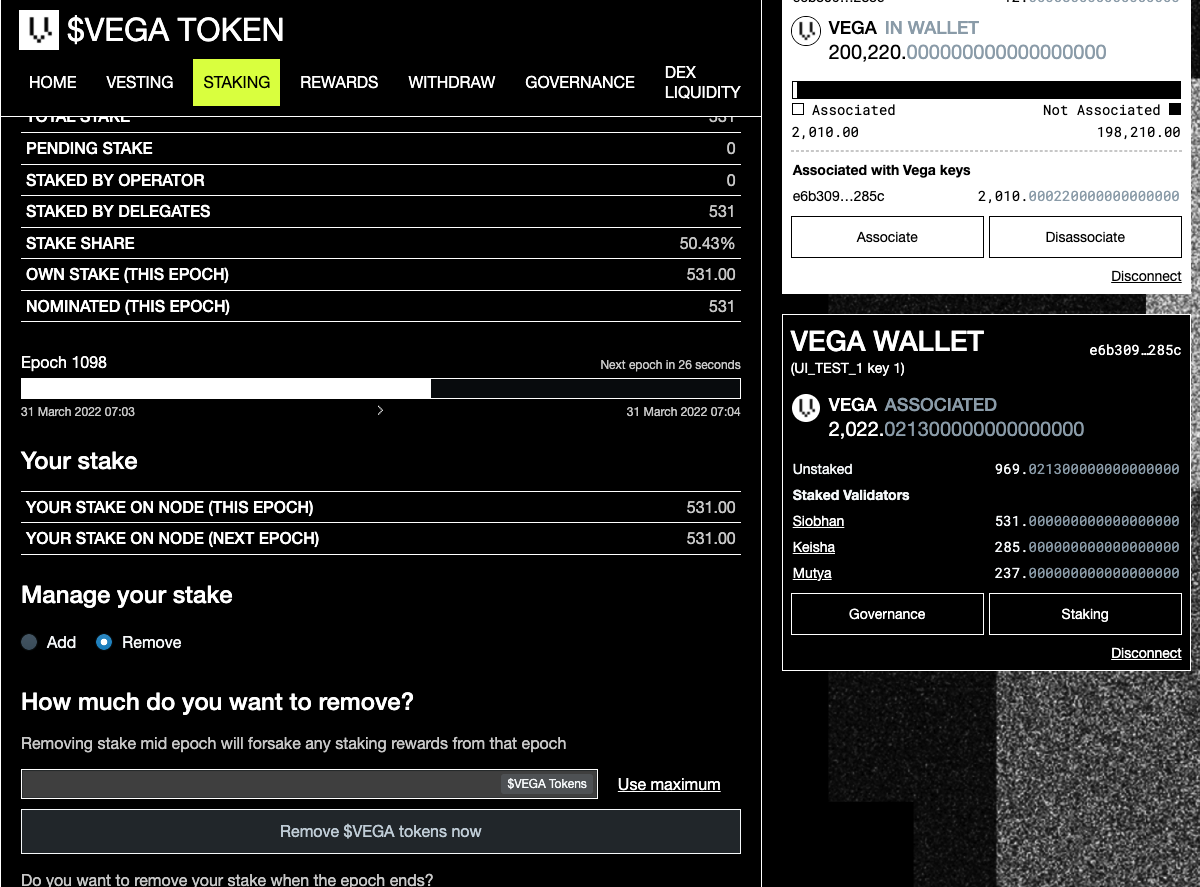 $VEGA TOKEN
HOME VESTING STAKING REWARDS WITHDRAW GOVERNANCE DEX LIQUIDITY
TOTAL STAKE 531
PENDING STAKE 0
STAKED BY OPERATOR 0
STAKED BY DELEGATES 531
STAKE SHARE 50.43%
OWN STAKE (THIS EPOCH) 531.00
NOMINATED (THIS EPOCH) 531
Epoch 1098 Next epoch in 26 seconds
31 March 2022 07:03 31 March 2022 07:04
Your stake
YOUR STAKE ON NODE (THIS EPOCH) 531.00
YOUR STAKE ON NODE (NEXT EPOCH) 531.00
Manage your stake
Add Remove
How much do you want to remove?
Removing stake mid epoch will forsake any staking rewards from that epoch
$VEGA Tokens Use maximum
Remove $VEGA tokens now
Do you want to remove your stake when the epoch ends?
VEGA IN WALLET
200,220.000000000000000000
Associated Not Associated
2,010.00 198,210.00
Associated with Vega keys
e6b309…285c 2,010.000220000000000000
Associate Disassociate
Disconnect
VEGA WALLET e6b309…285c
(UI_TEST_1 key 1)
VEGA ASSOCIATED
2,022.021300000000000000
Unstaked 969.021300000000000000
Staked Validators
Siobhan 531.000000000000000000
Keisha 285.000000000000000000
Mutya 237.000000000000000000
Governance Staking
Disconnect